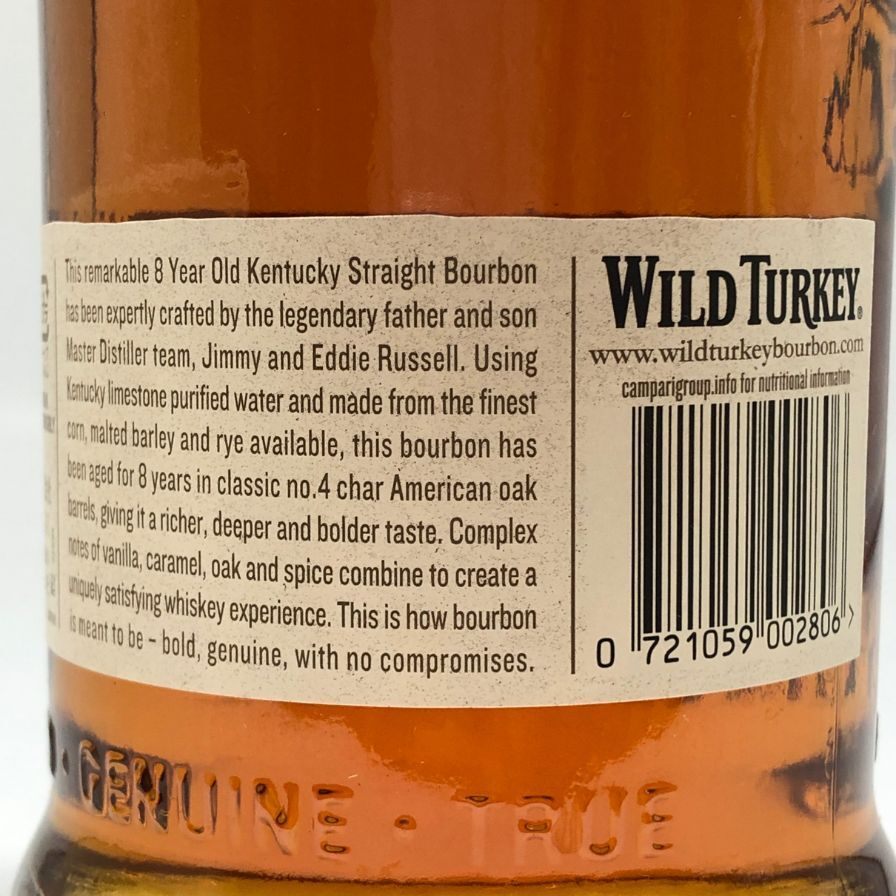 This remarkable 8 Year Old Kentucky Straight Bourbon
has been expertly crafted by the legendary father and son
Master Distiller team, Jimmy and Eddie Russell. Using
Kentucky limestone purified water and made from the finest
corn, malted barley and rye available, this bourbon has
been aged for 8 years in classic no.4 char American oak
barrels, giving it a richer, deeper and bolder taste. Complex
notes of vanilla, caramel, oak and spice combine to create a
uniquely satisfying whiskey experience. This is how bourbon
is meant to be – bold, genuine, with no compromises.
WILD TURKEY®
www.wildturkeybourbon.com
camparigroup.info for nutritional information
0 721059 002806 >
· GENUINE · TRUE